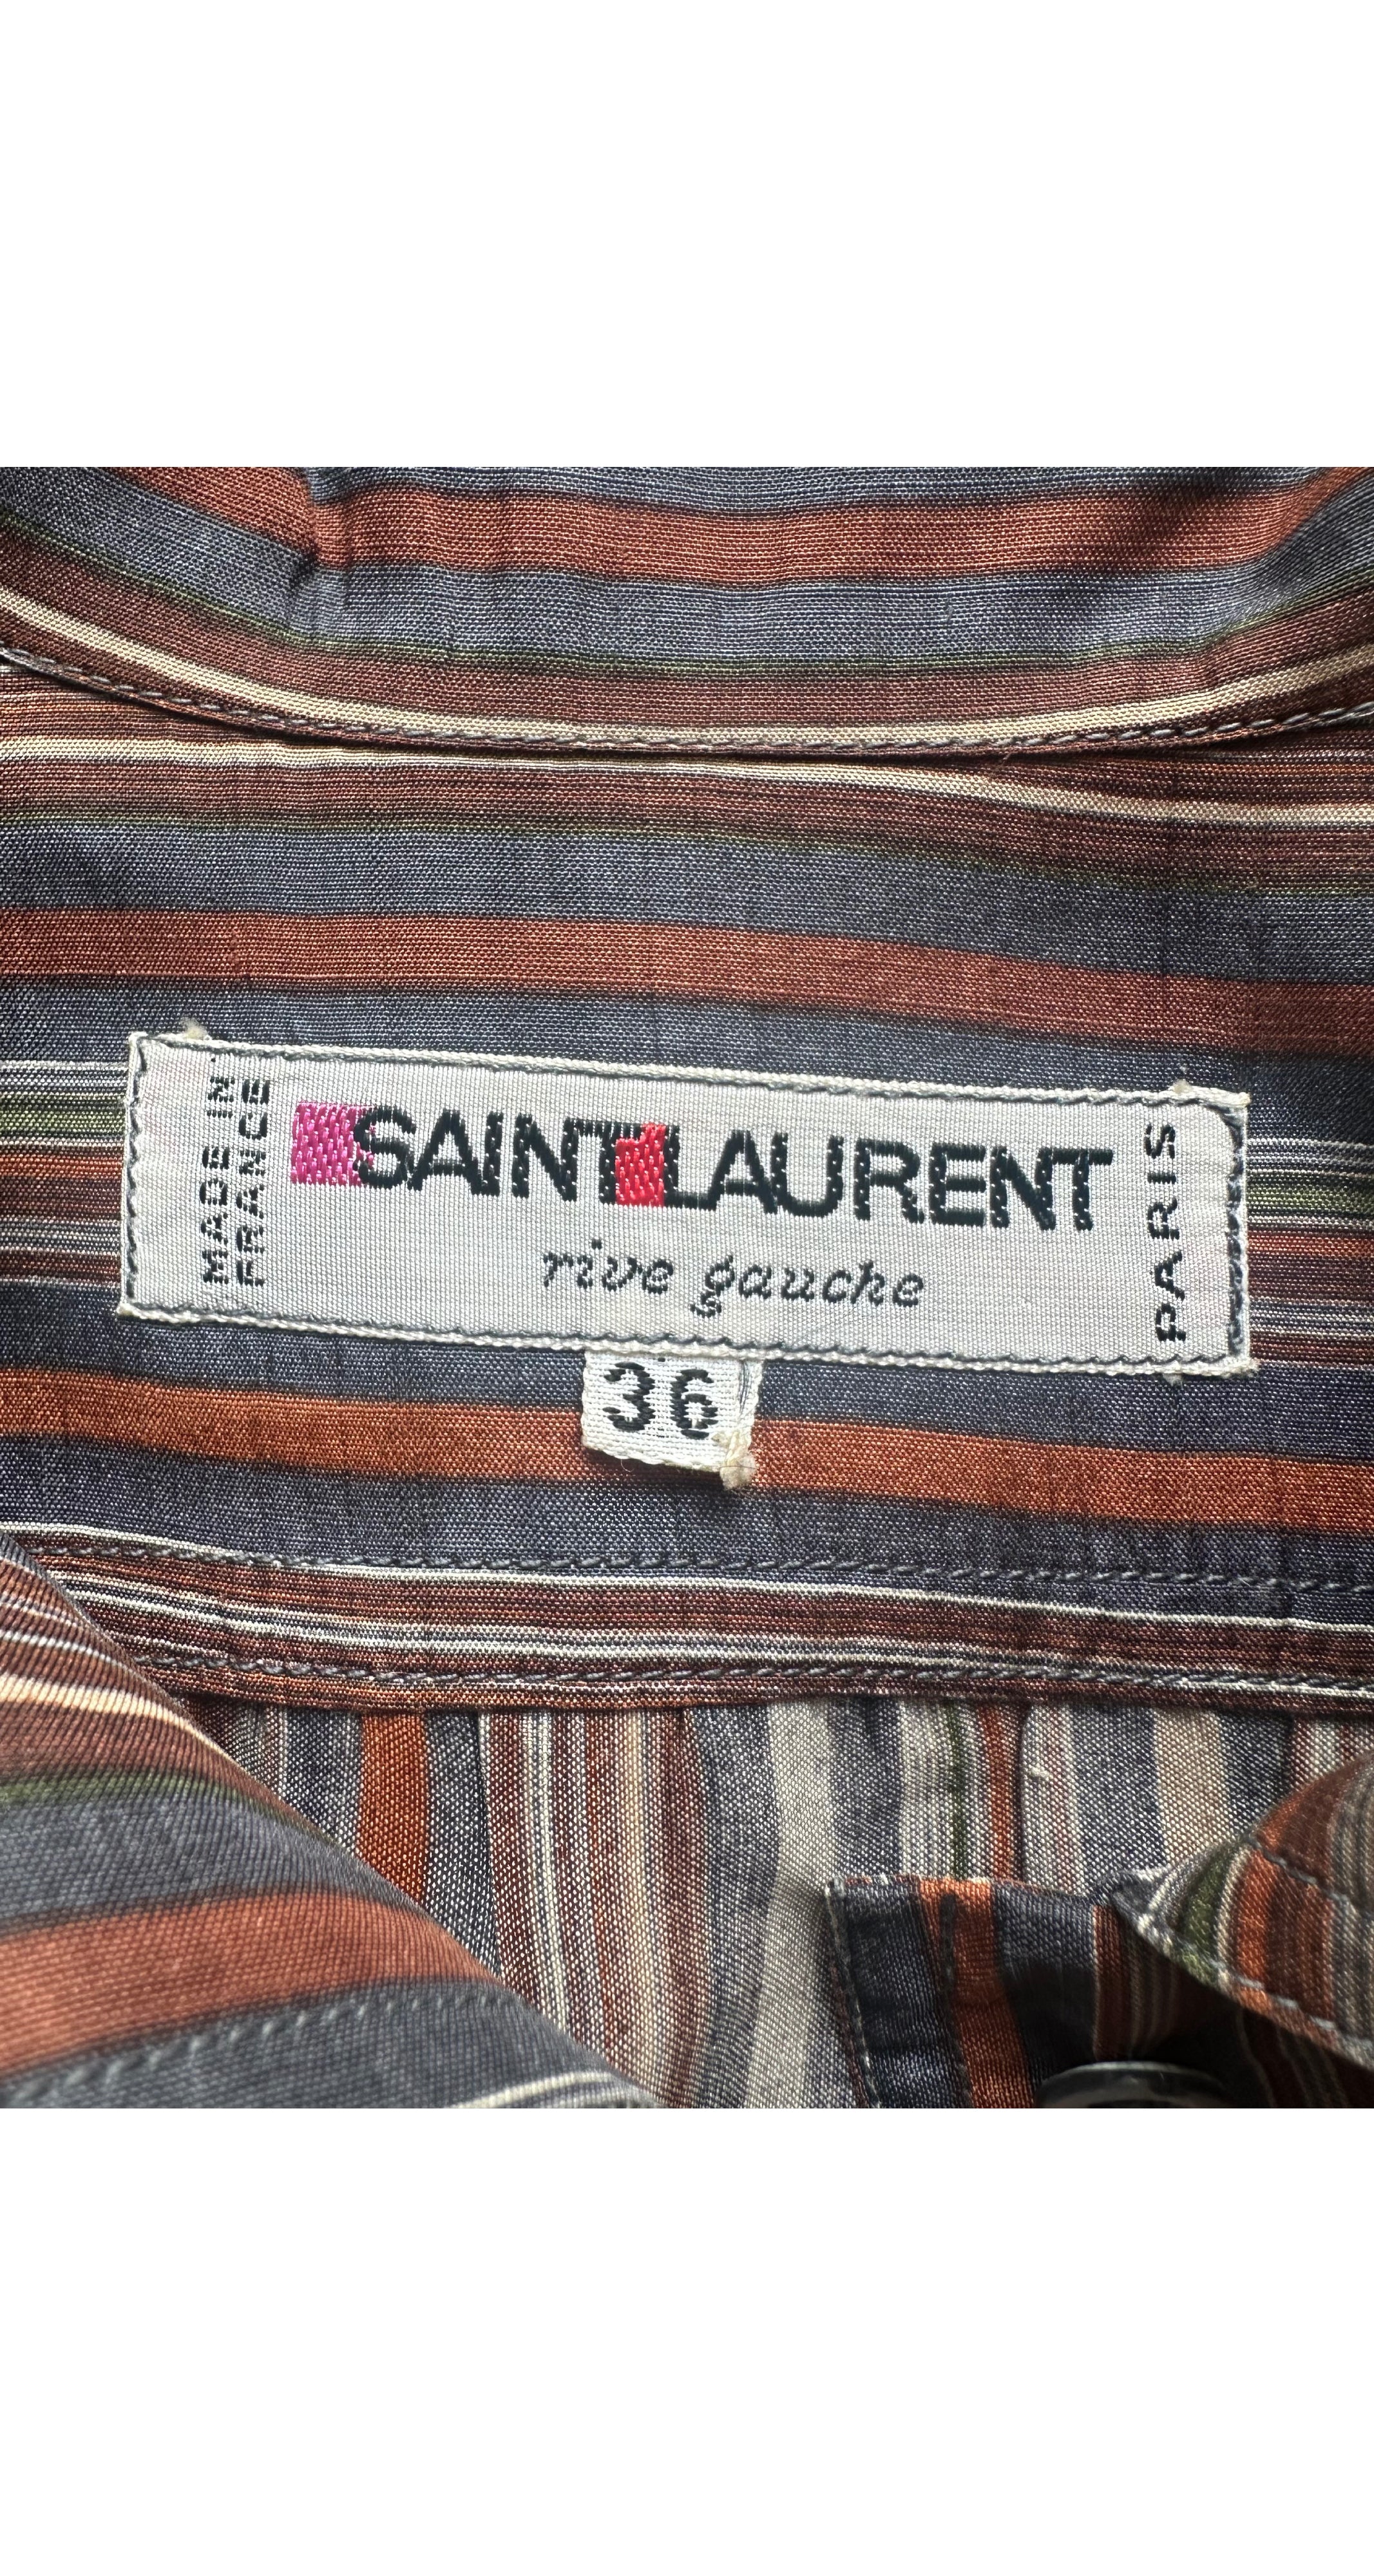 MADE IN
FRANCE
SAINT LAURENT
rive gauche
PARIS
36